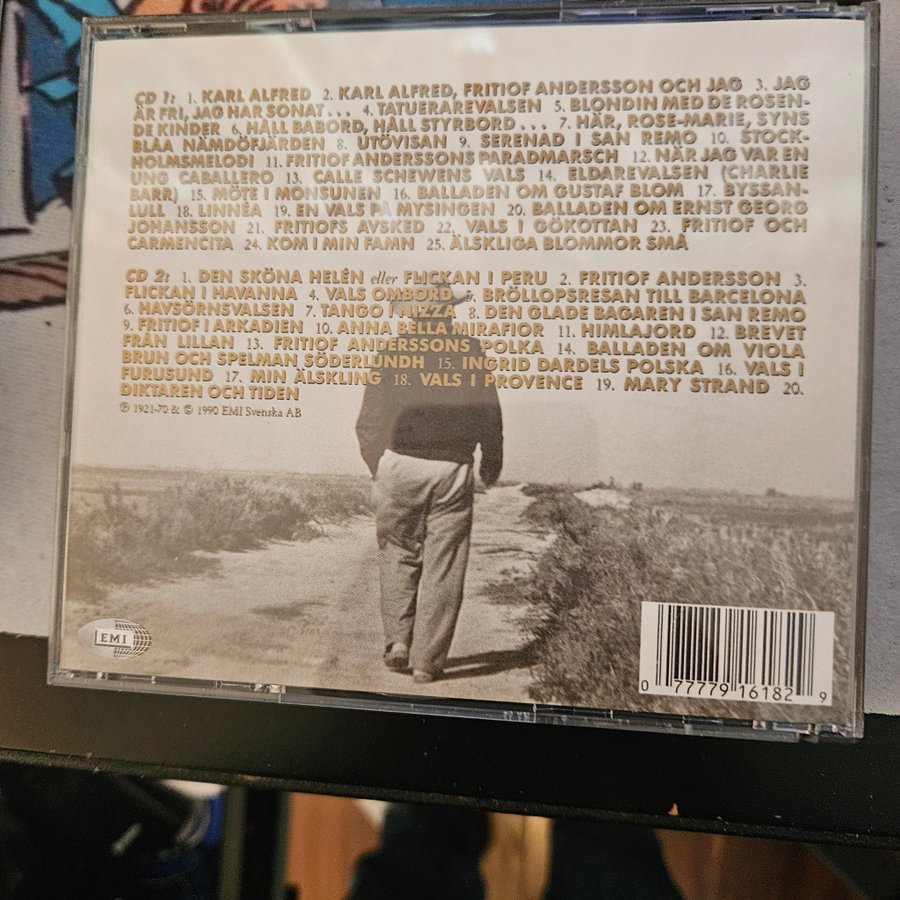 CD 1: 1. KARL ALFRED 2. KARL ALFRED, FRITIOF ANDERSSON OCH JAG 3. JAG
ÄR FRI, JAG HAR SONAT... 4. TATUERAREVALSEN 5. BLONDIN MED DE ROSEN-
DE KINDER 6. HÅLL BABORD, HÅLL STYRBORD... 7. HÄR, ROSE-MARIE, SYNS
BLÅA NÄMDÖFJÄRDEN 8. UTÖVISAN 9. SERENAD I SAN REMO 10. STOCK-
HOLMSMELODI 11. FRITIOF ANDERSSONS PARADMARSCH 12. NÄR JAG VAR EN
UNG CABALLERO 13. CALLE SCHEWENS VALS 14. ELDAREVALSEN (CHARLIE
BARR) 15. MÖTE I MONSUNEN 16. BALLADEN OM GUSTAF BLOM 17. BYSSAN-
LULL 18. LINNÉA 19. EN VALS PÅ MYSINGEN 20. BALLADEN OM ERNST GEORG
JOHANSSON 21. FRITIOFS AVSKED 22. VALS I GÖKOTTAN 23. FRITIOF OCH
CARMENCITA 24. KOM I MIN FAMN 25. ÄLSKLIGA BLOMMOR SMÅ
CD 2: 1. DEN SKÖNA HELÉN eller FLICKAN I PERU 2. FRITIOF ANDERSSON 3.
FLICKAN I HAVANNA 4. VALS OMBORD 5. BRÖLLOPSRESAN TILL BARCELONA
6. HAVSÖRNSVALSEN 7. TANGO I NIZZA 8. DEN GLADE BAGAREN I SAN REMO
9. FRITIOF I ARKADIEN 10. ANNA BELLA MIRAFIOR 11. HIMLAJORD 12. BREVET
FRÅN LILLAN 13. FRITIOF ANDERSSONS POLKA 14. BALLADEN OM VIOLA
BRUN OCH SPELMAN SÖDERLUNDH 15. INGRID DARDELS POLSKA 16. VALS I
FURUSUND 17. MIN ÄLSKLING 18. VALS I PROVENCE 19. MARY STRAND 20.
DIKTAREN OCH TIDEN
℗ 1921-70 & © 1990 EMI Svenska AB
EMI
0 77779 16182 9